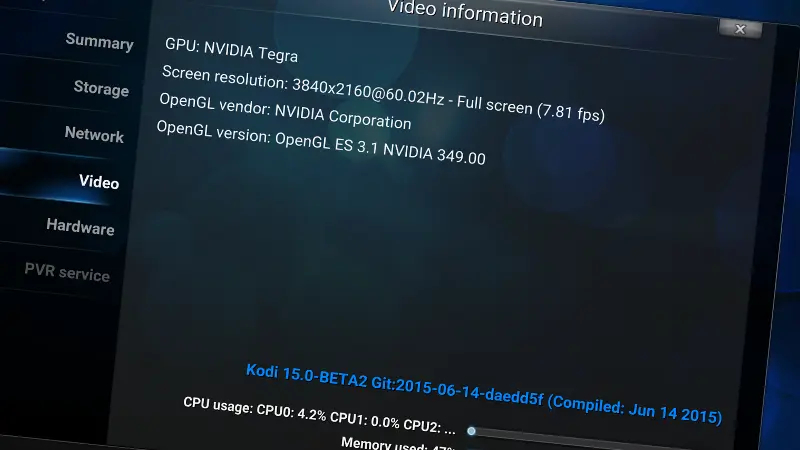 Video information
Summary
Storage
Network
Video
Hardware
PVR service
GPU: NVIDIA Tegra
Screen resolution: 3840x2160@60.02Hz - Full screen (7.81 fps)
OpenGL vendor: NVIDIA Corporation
OpenGL version: OpenGL ES 3.1 NVIDIA 349.00
Kodi 15.0-BETA2 Git:2015-06-14-daedd5f (Compiled: Jun 14 2015)
CPU usage: CPU0: 4.2% CPU1: 0.0% CPU2: ...
Memory used: 47%